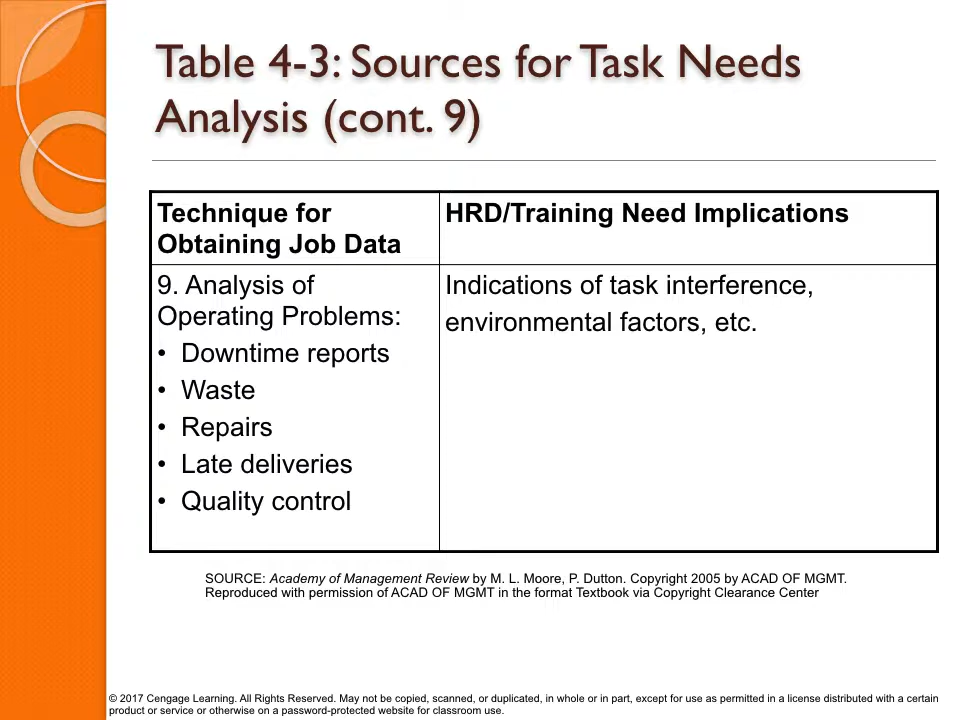 Table 4-3: Sources for Task Needs
Analysis (cont. 9)
Technique for
Obtaining Job Data
HRD/Training Need Implications
9. Analysis of
Operating Problems:
• Downtime reports
• Waste
• Repairs
• Late deliveries
• Quality control
Indications of task interference,
environmental factors, etc.
SOURCE: Academy of Management Review by M. L. Moore, P. Dutton. Copyright 2005 by ACAD OF MGMT.
Reproduced with permission of ACAD OF MGMT in the format Textbook via Copyright Clearance Center
© 2017 Cengage Learning. All Rights Reserved. May not be copied, scanned, or duplicated, in whole or in part, except for use as permitted in a license distributed with a certain
product or service or otherwise on a password-protected website for classroom use.